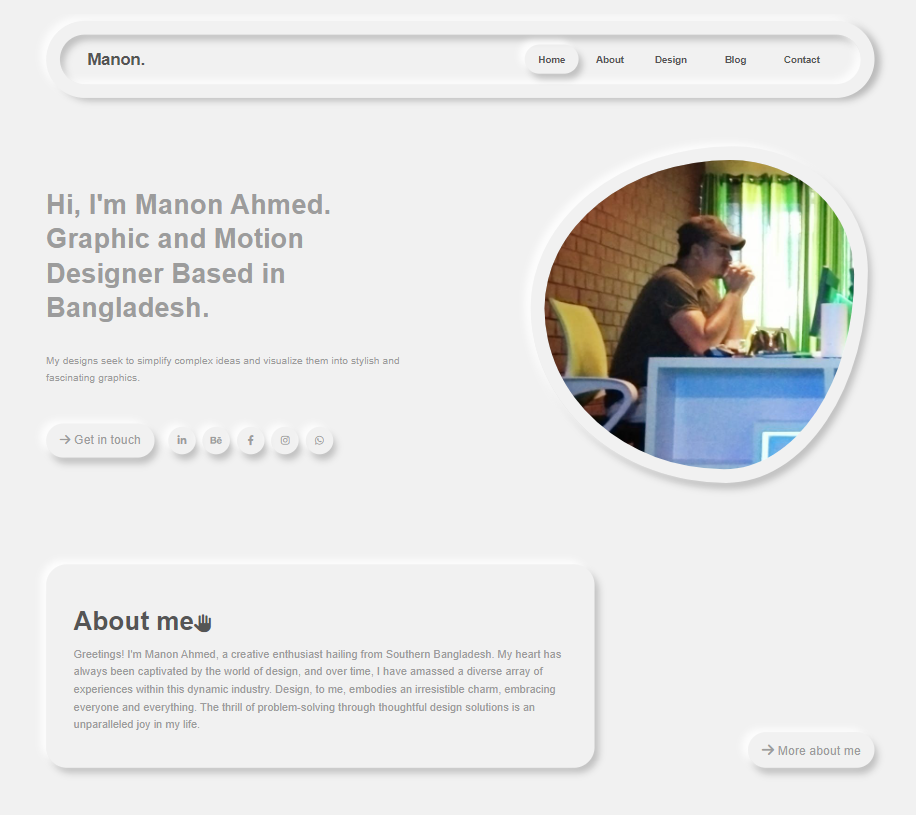 Manon.
Home About Design Blog Contact
Hi, I'm Manon Ahmed.
Graphic and Motion
Designer Based in
Bangladesh.
My designs seek to simplify complex ideas and visualize them into stylish and
fascinating graphics.
Get in touch
in Bē f
About me
Greetings! I'm Manon Ahmed, a creative enthusiast hailing from Southern Bangladesh. My heart has
always been captivated by the world of design, and over time, I have amassed a diverse array of
experiences within this dynamic industry. Design, to me, embodies an irresistible charm, embracing
everyone and everything. The thrill of problem-solving through thoughtful design solutions is an
unparalleled joy in my life.
More about me